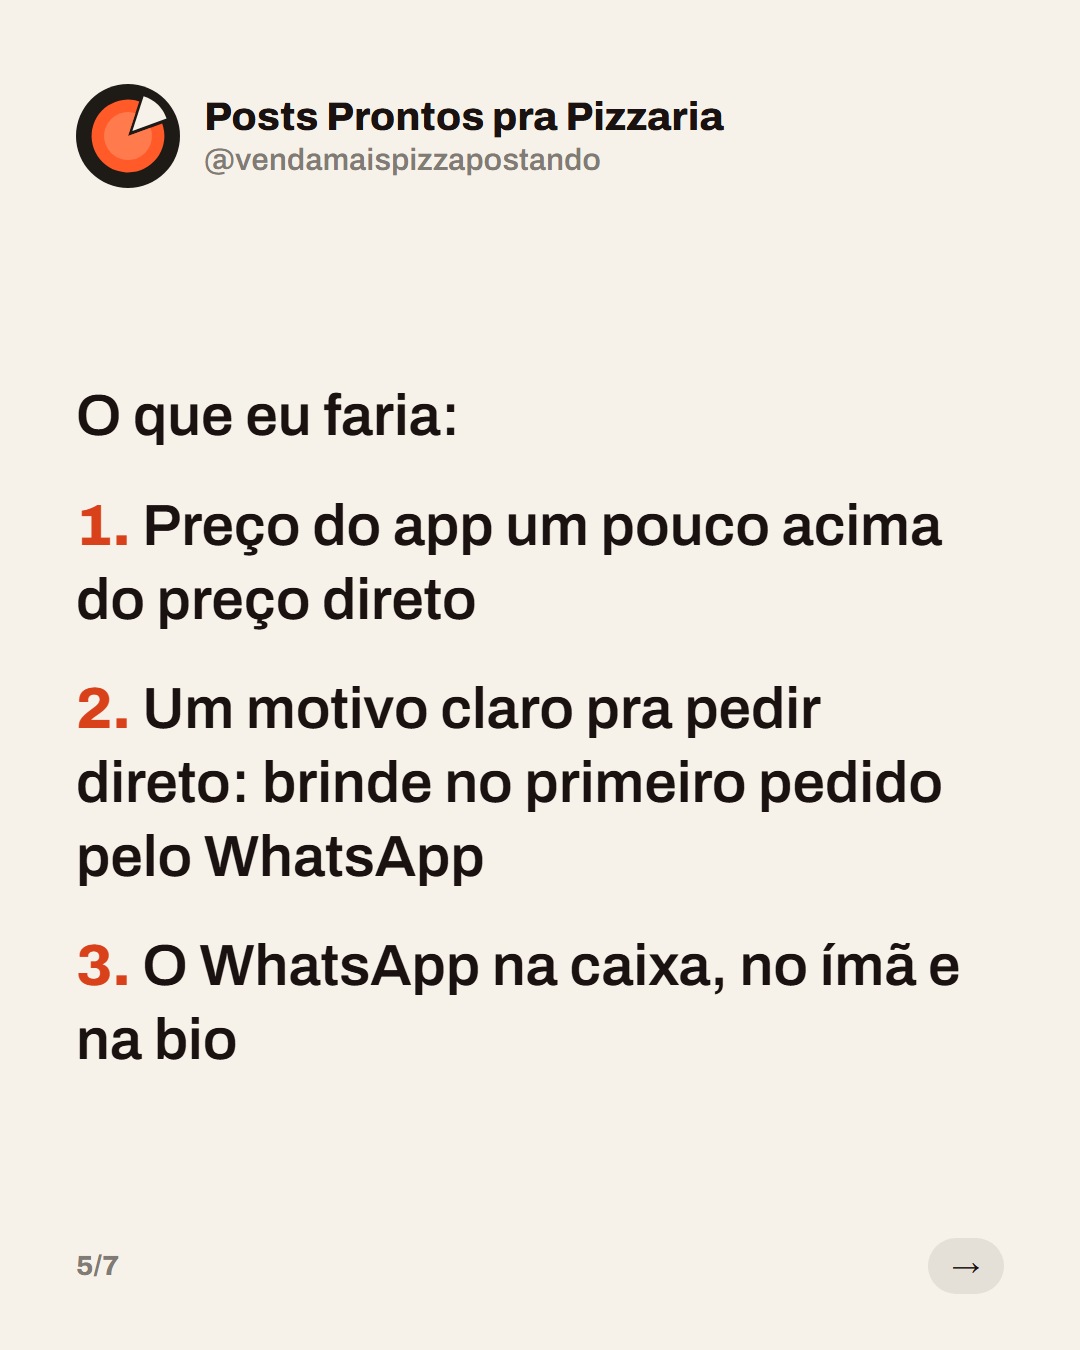 Posts Prontos pra Pizzaria
@vendamaispizzapostando
O que eu faria:
1. Preço do app um pouco acima
do preço direto
2. Um motivo claro pra pedir
direto: brinde no primeiro pedido
pelo WhatsApp
3. O WhatsApp na caixa, no ímã e
na bio
5/7
→